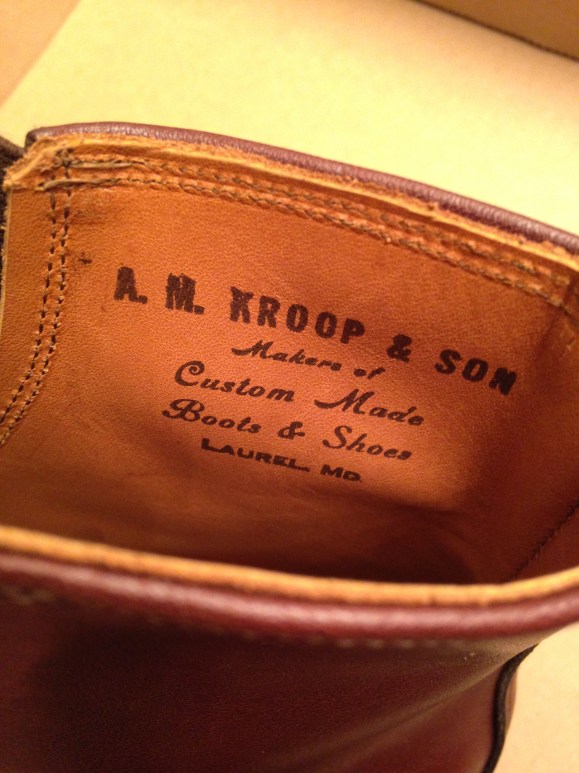 A. M. KROOP & SON
Makers of
Custom Made
Boots & Shoes
LAUREL, MD.